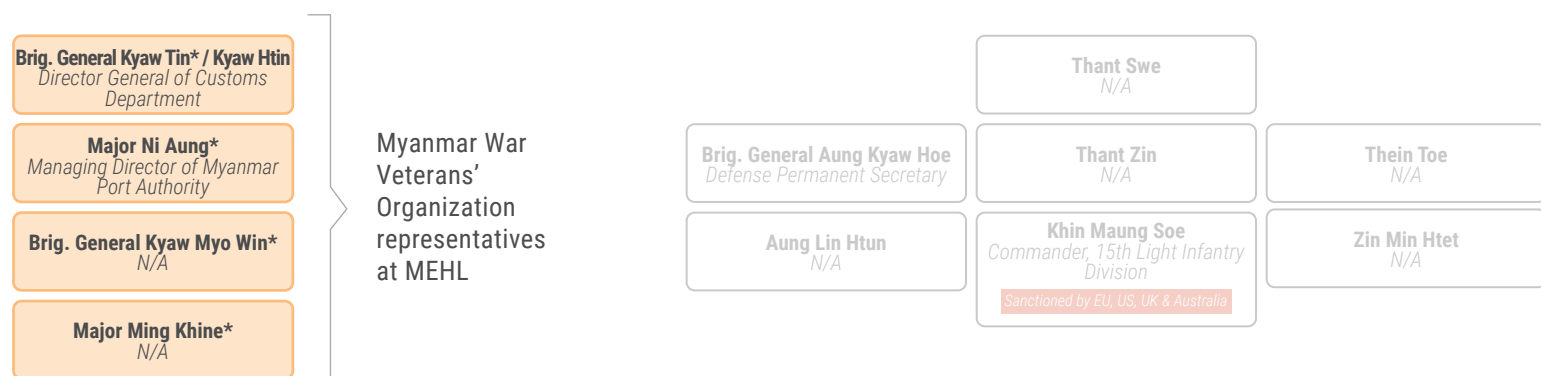 Brig. General Kyaw Tin* / Kyaw Htin
Director General of Customs
Department
Major Ni Aung*
Managing Director of Myanmar
Port Authority
Brig. General Kyaw Myo Win*
N/A
Major Ming Khine*
N/A
Myanmar War
Veterans’
Organization
representatives
at MEHL
Thant Swe
N/A
Brig. General Aung Kyaw Hoe
Defense Permanent Secretary
Thant Zin
N/A
Thein Toe
N/A
Aung Lin Htun
N/A
Khin Maung Soe
Commander, 15th Light Infantry
Division
Sanctioned by EU, US, UK & Australia
Zin Min Htet
N/A